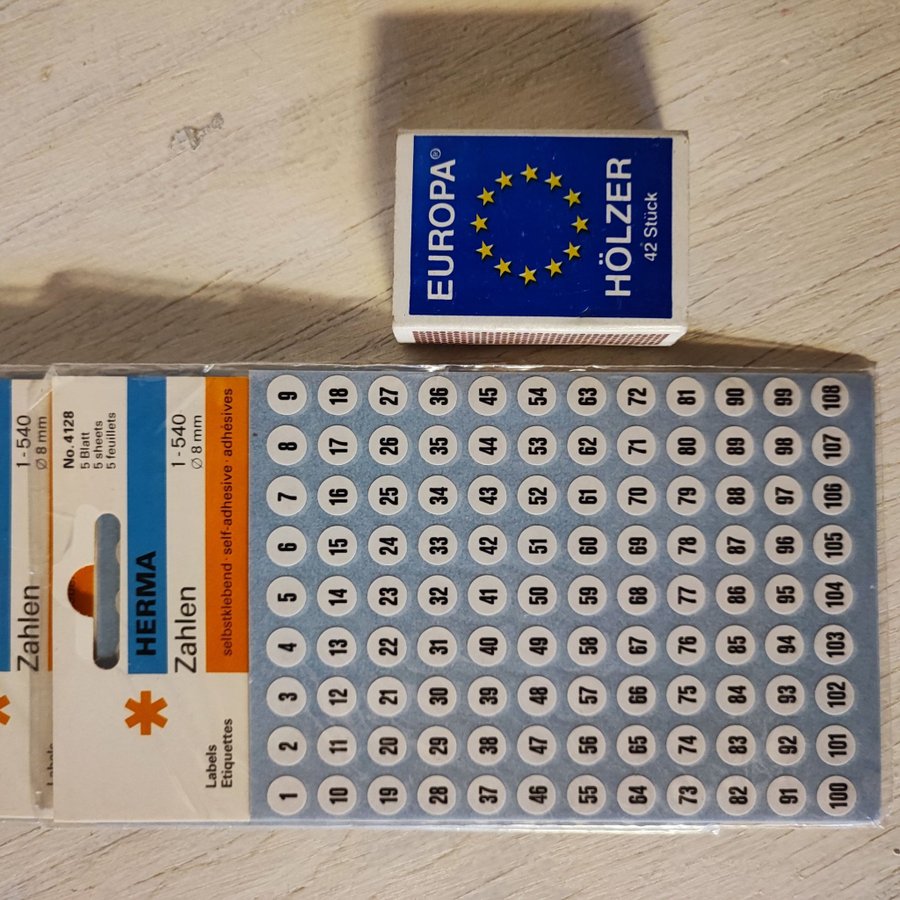 EUROPA®
HÖLZER
42 Stück
1-540
Ø 8 mm
Zahlen
No. 4128
5 Blatt
5 sheets
5 feuillets
HERMA
Zahlen
1-540
Ø 8 mm
selbstklebend · self-adhesive · adhésives
Labels
Etiquettes
1 2 3 4 5 6 7 8 9
10 11 12 13 14 15 16 17 18
19 20 21 22 23 24 25 26 27
28 29 30 31 32 33 34 35 36
37 38 39 40 41 42 43 44 45
46 47 48 49 50 51 52 53 54
55 56 57 58 59 60 61 62 63
64 65 66 67 68 69 70 71 72
73 74 75 76 77 78 79 80 81
82 83 84 85 86 87 88 89 90
91 92 93 94 95 96 97 98 99
100 101 102 103 104 105 106 107 108